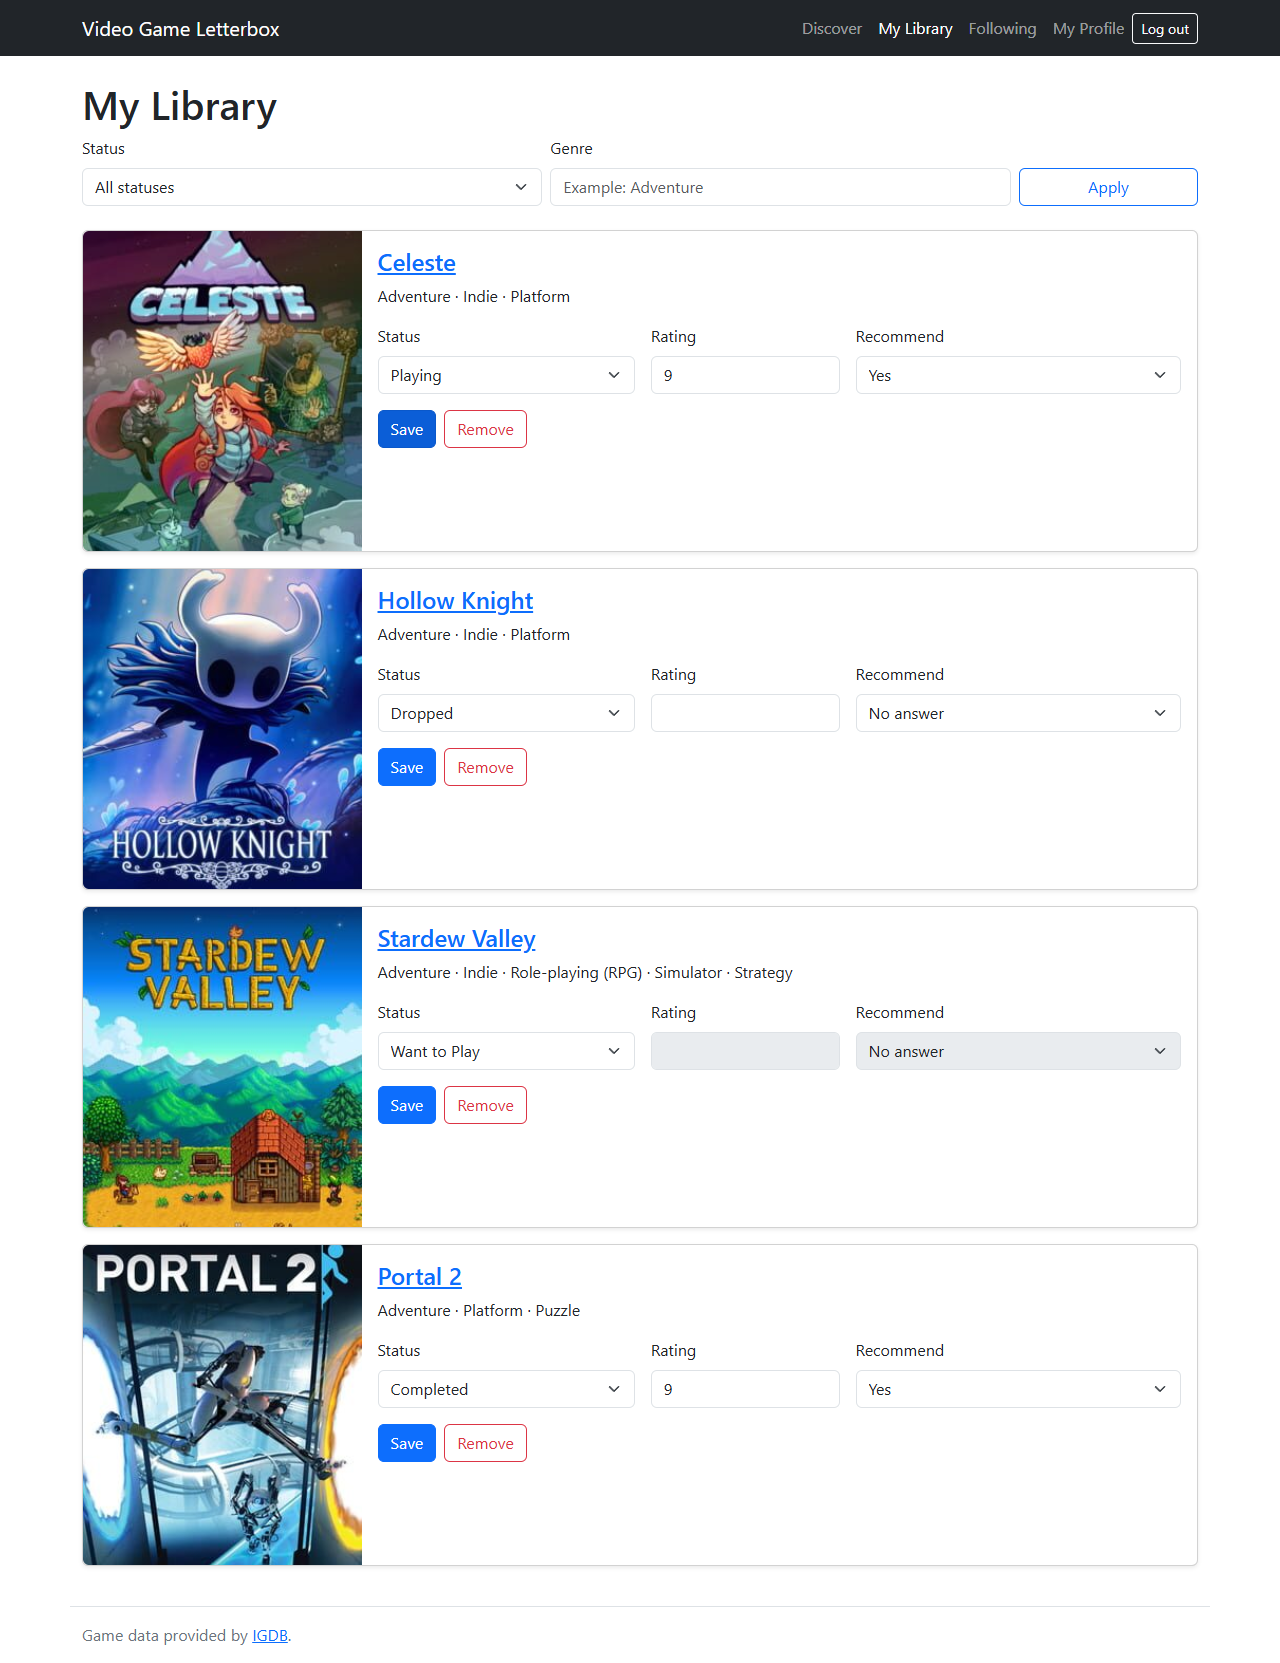 Video Game Letterbox
Discover
My Library
Following
My Profile
Log out
My Library
Status
Genre
All statuses
Example: Adventure
Apply
CELESTE
Celeste
Adventure · Indie · Platform
Status
Rating
Recommend
Playing
9
Yes
Save
Remove
HOLLOW KNIGHT
Hollow Knight
Adventure · Indie · Platform
Status
Rating
Recommend
Dropped
No answer
Save
Remove
STARDEW
VALLEY
Stardew Valley
Adventure · Indie · Role-playing (RPG) · Simulator · Strategy
Status
Rating
Recommend
Want to Play
No answer
Save
Remove
PORTAL 2
Portal 2
Adventure · Platform · Puzzle
Status
Rating
Recommend
Completed
9
Yes
Save
Remove
Game data provided by IGDB.